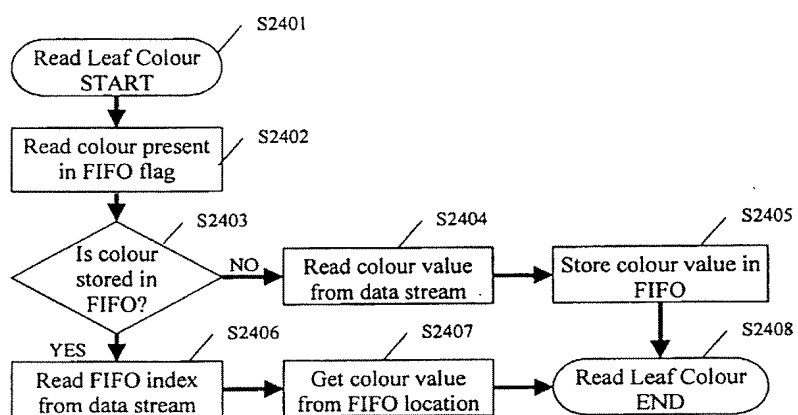 S2401
Read Leaf Colour
START
S2402
Read colour present
in FIFO flag
S2403
Is colour
stored in
FIFO?
NO
S2404
Read colour value
from data stream
S2405
Store colour value in
FIFO
YES
S2406
Read FIFO index
from data stream
S2407
Get colour value
from FIFO location
S2408
Read Leaf Colour
END